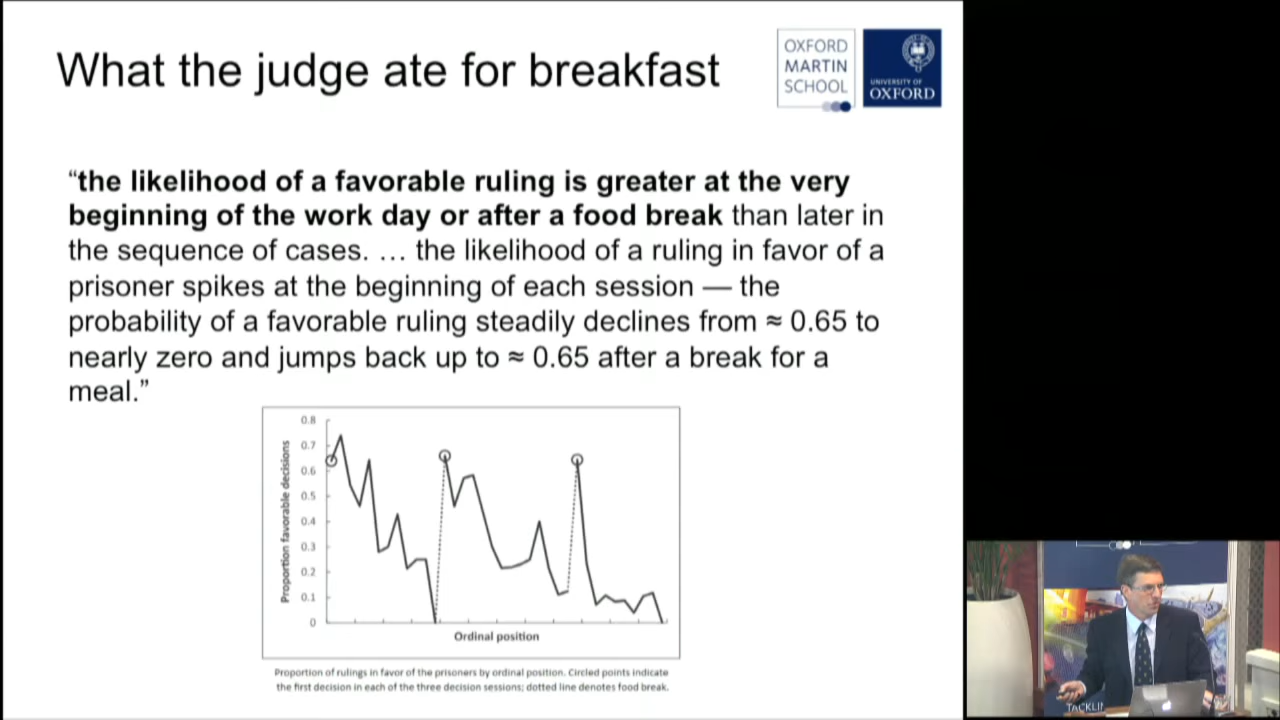 What the judge ate for breakfast
OXFORD
MARTIN
SCHOOL
UNIVERSITY OF
OXFORD
“the likelihood of a favorable ruling is greater at the very
beginning of the work day or after a food break than later in
the sequence of cases. … the likelihood of a ruling in favor of a
prisoner spikes at the beginning of each session — the
probability of a favorable ruling steadily declines from ≈ 0.65 to
nearly zero and jumps back up to ≈ 0.65 after a break for a
meal.”
Proportion favorable decisions
0.8
0.7
0.6
0.5
0.4
0.3
0.2
0.1
0
Ordinal position
Proportion of rulings in favor of the prisoners by ordinal position. Circled points indicate
the first decision in each of the three decision sessions; dotted line denotes food break.
TACKLI